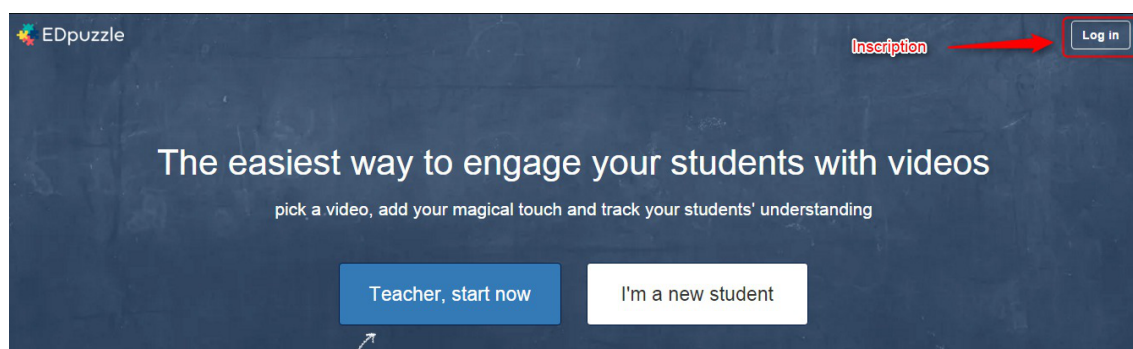 EDpuzzle
Inscription
Log in
The easiest way to engage your students with videos
pick a video, add your magical touch and track your students' understanding
Teacher, start now
I'm a new student